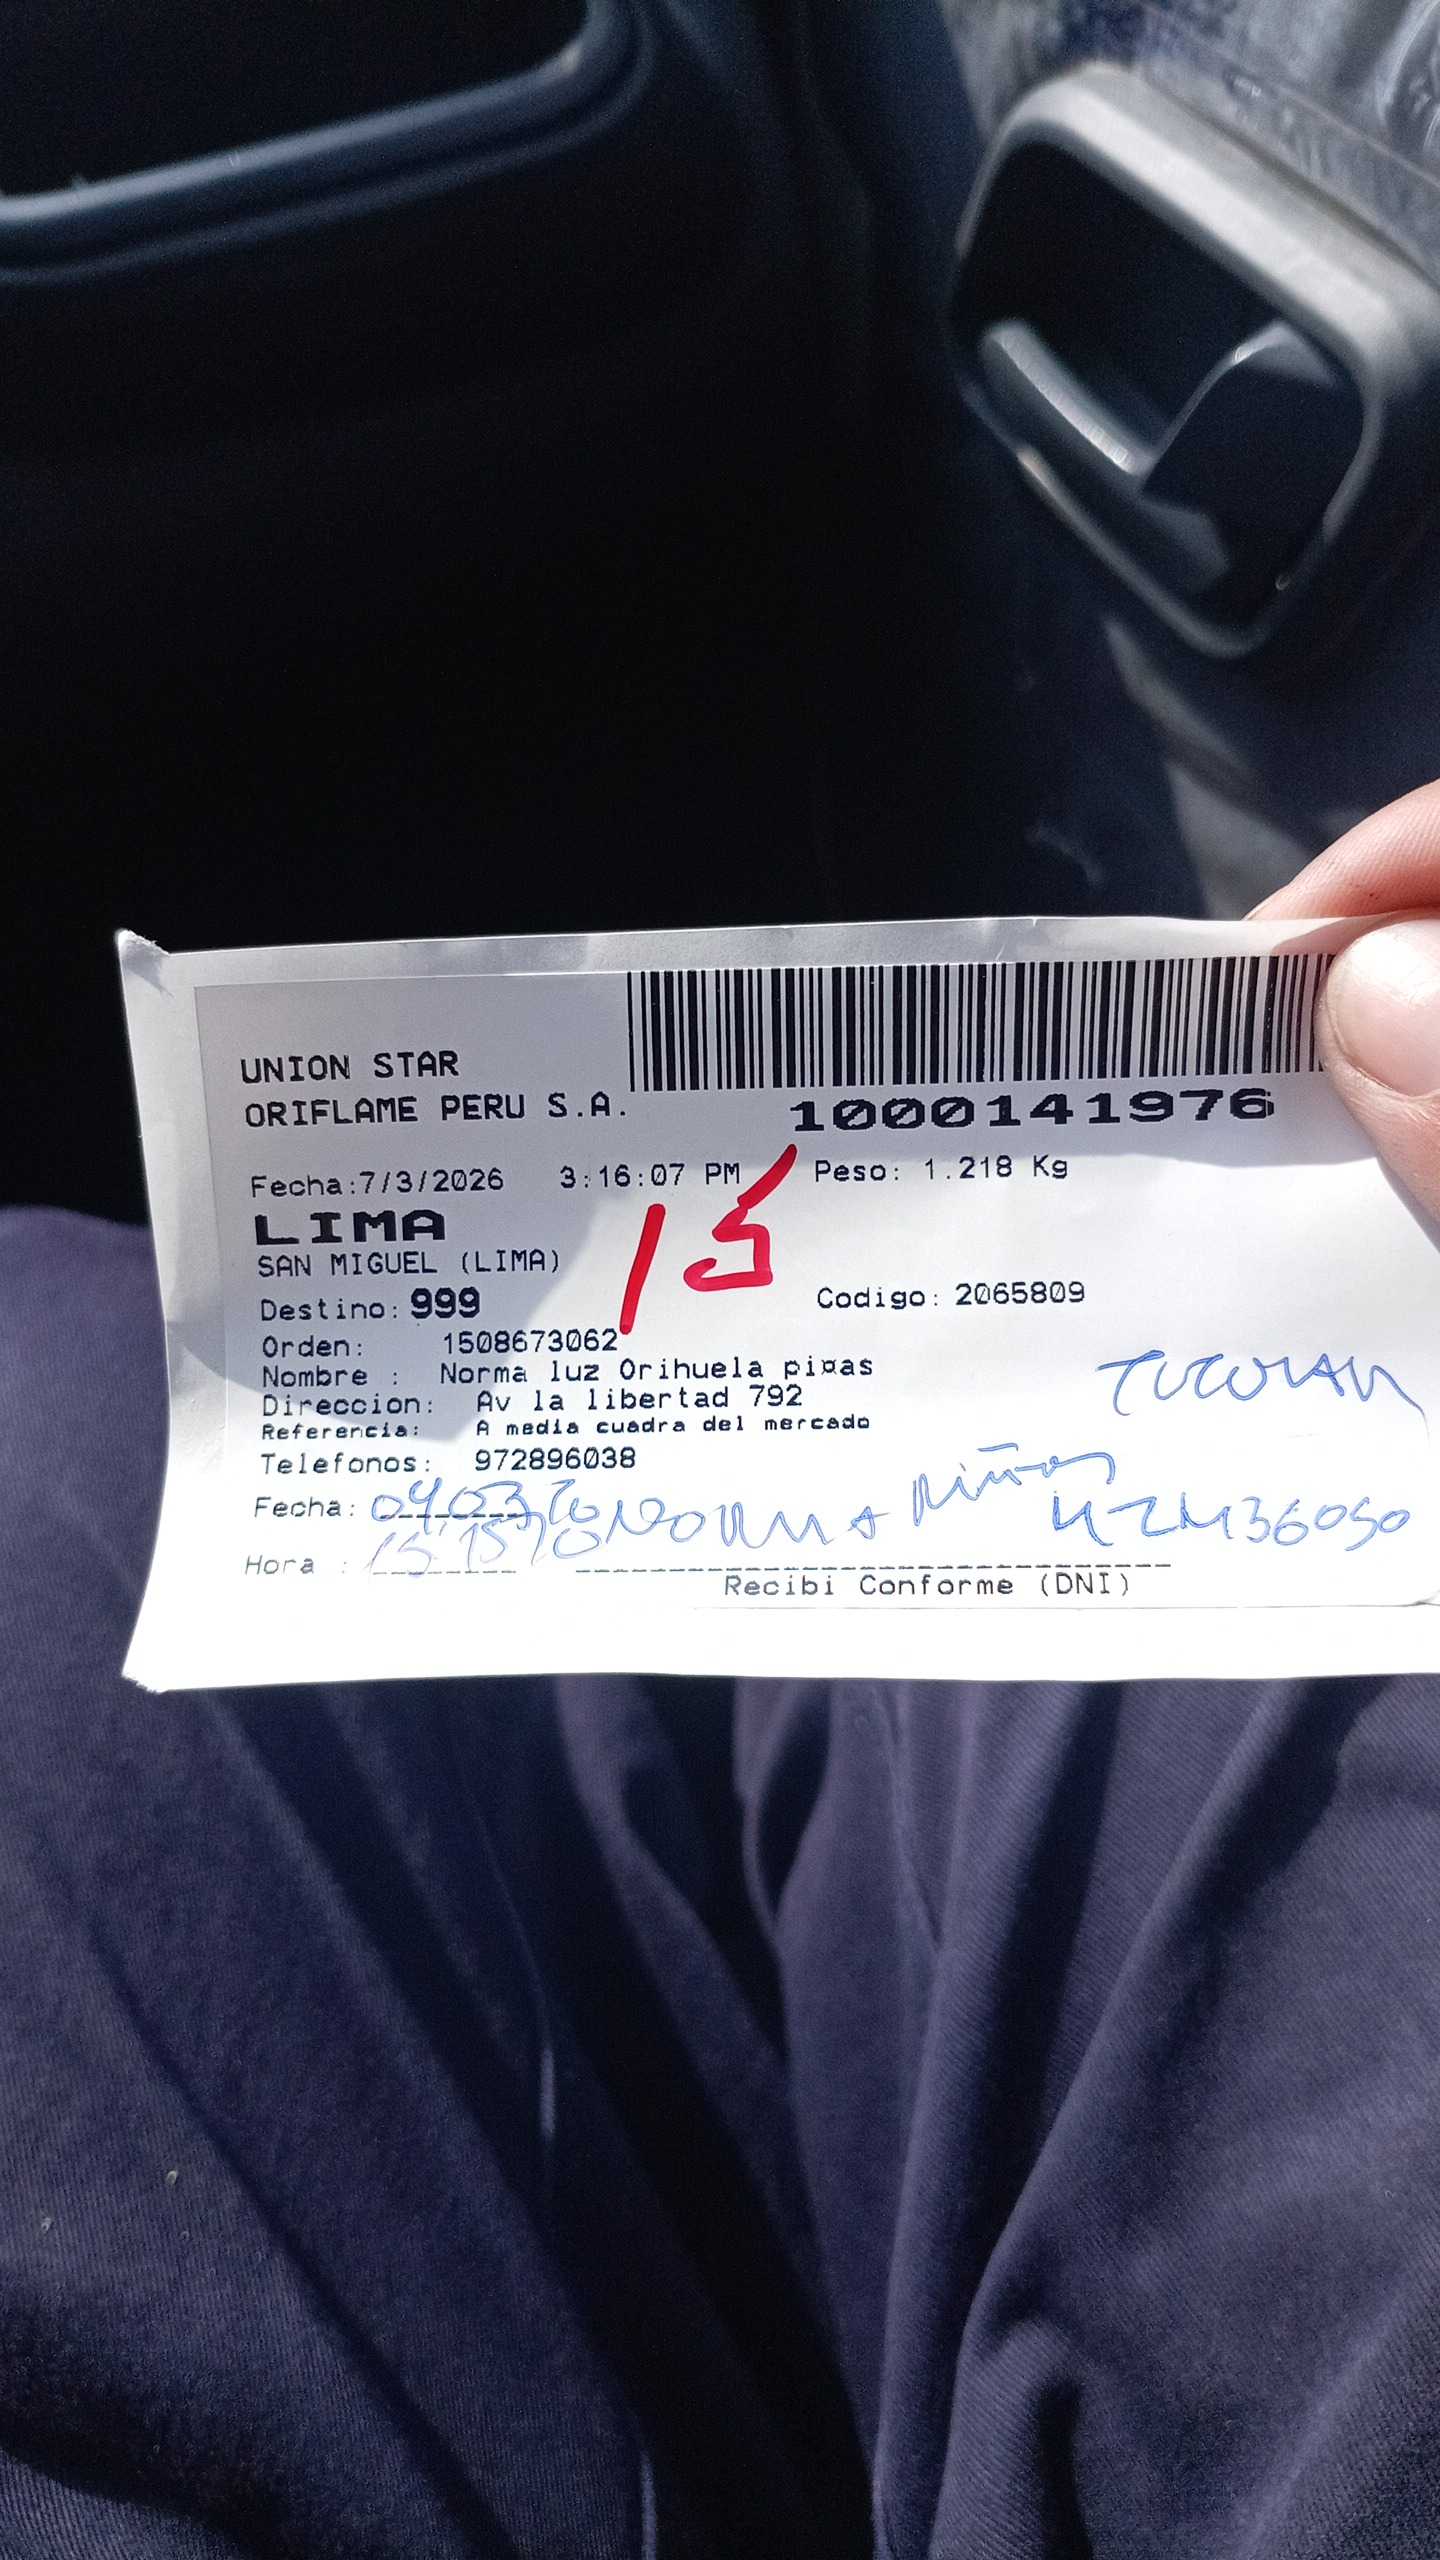 UNION STAR
ORIFLAME PERU S.A.
1000141976
Fecha:7/3/2026 3:16:07 PM Peso: 1.218 Kg
15
LIMA
SAN MIGUEL (LIMA)
Destino: 999 Codigo: 2065809
Orden: 1508673062
Nombre : Norma luz Orihuela pi¤as
Direccion: Av la libertad 792
Referencia: A media cuadra del mercado
Telefonos: 972896038
Fecha:
Hora :
Recibi Conforme (DNI)